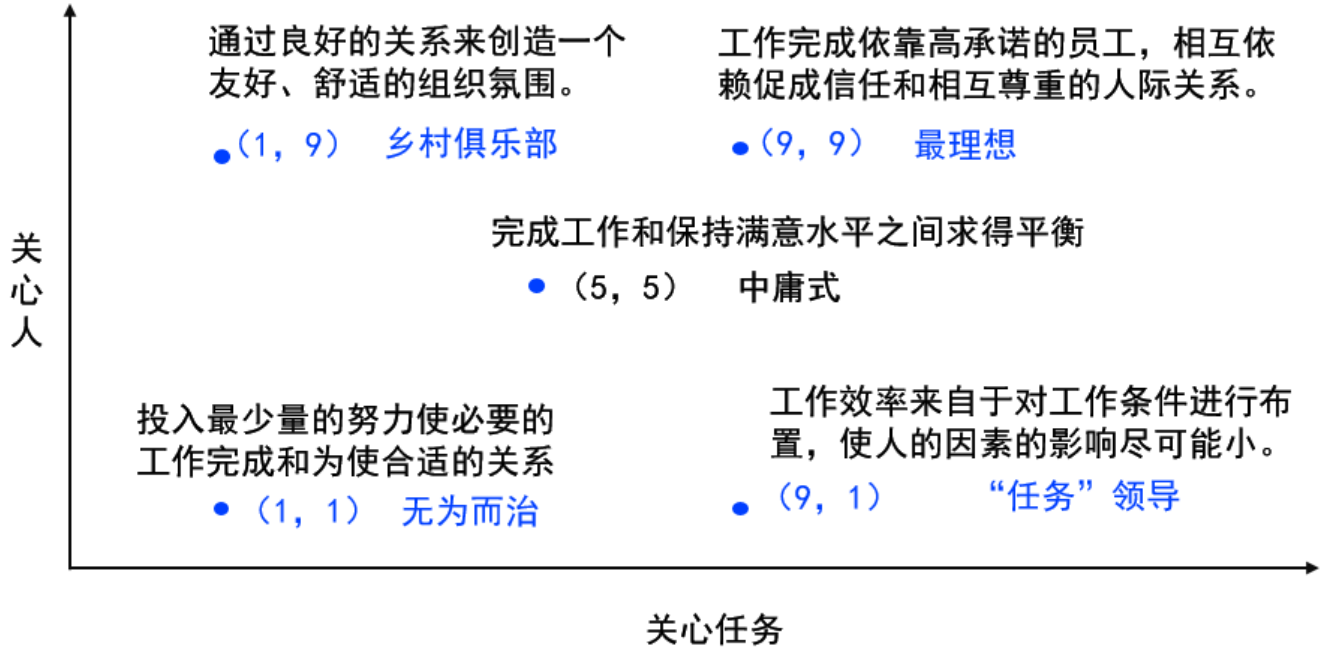 通过良好的关系来创造一个
友好、舒适的组织氛围。
(1, 9) 乡村俱乐部
工作完成依靠高承诺的员工，相互依
赖促成信任和相互尊重的人际关系。
(9, 9) 最理想
完成工作和保持满意水平之间求得平衡
(5, 5) 中庸式
关
心
人
投入最少量的努力使必要的
工作完成和为使合适的关系
(1, 1) 无为而治
工作效率来自于对工作条件进行布
置，使人的因素的影响尽可能小。
(9, 1) “任务”领导
关心任务